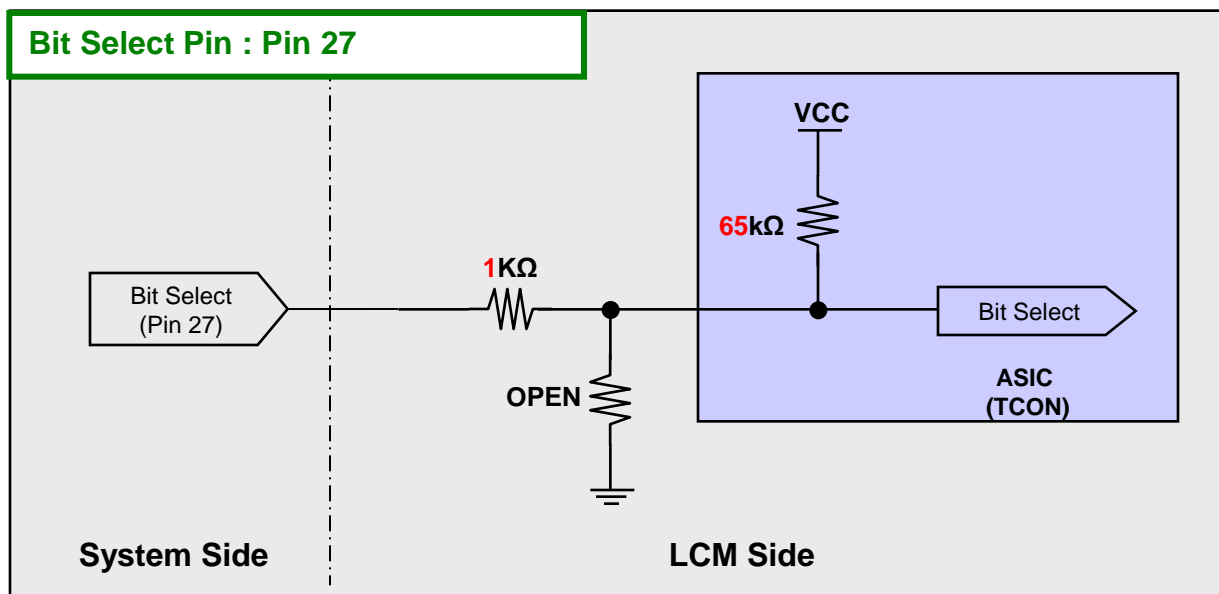 Bit Select Pin : Pin 27
VCC
65kΩ
1KΩ
Bit Select
(Pin 27)
Bit Select
OPEN
ASIC
(TCON)
System Side
LCM Side